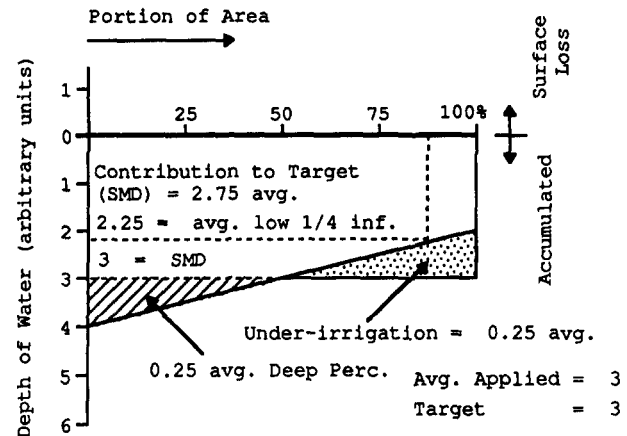 Portion of Area
Surface
Loss
Depth of Water (arbitrary units)
1
0
1
2
3
4
5
6
25
50
75
100%
Contribution to Target
(SMD) = 2.75 avg.
2.25 = avg. low 1/4 inf.
3 = SMD
Accumulated
Under-irrigation = 0.25 avg.
0.25 avg. Deep Perc.
Avg. Applied = 3
Target = 3